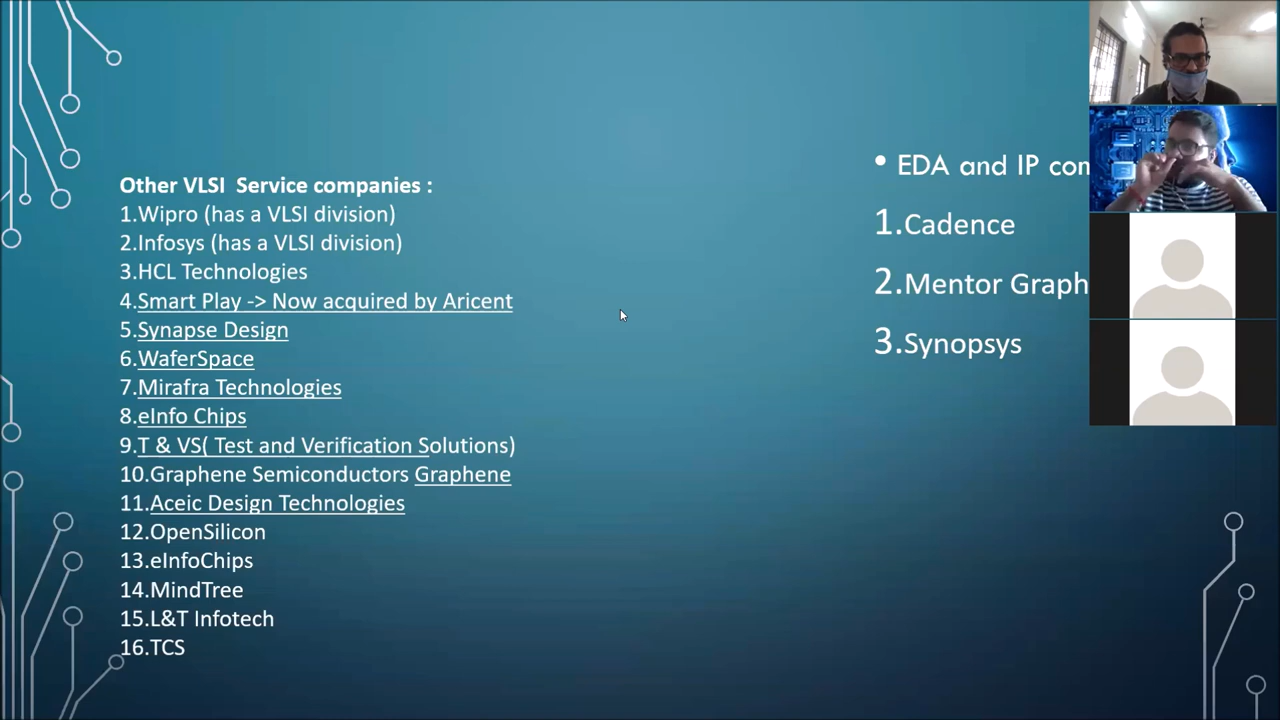 Other VLSI  Service companies :
1.Wipro (has a VLSI division)
2.Infosys (has a VLSI division)
3.HCL Technologies
4.Smart Play -> Now acquired by Aricent
5.Synapse Design
6.WaferSpace
7.Mirafra Technologies
8.eInfo Chips
9.T & VS( Test and Verification Solutions)
10.Graphene Semiconductors Graphene
11.Aceic Design Technologies
12.OpenSilicon
13.eInfoChips
14.MindTree
15.L&T Infotech
16.TCS
• EDA and IP com
1.Cadence
2.Mentor Graph
3.Synopsys